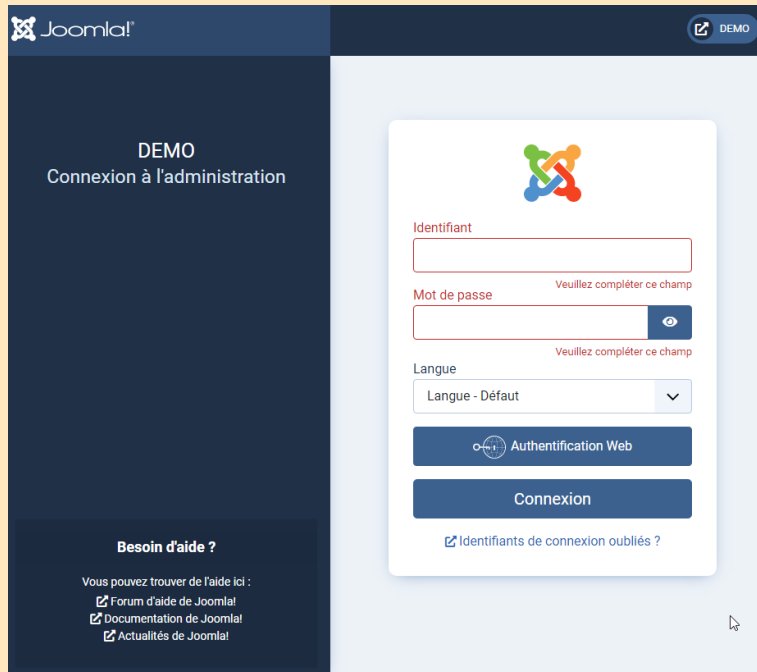 Joomla!
DEMO
DEMO
Connexion à l'administration
Identifiant
Veuillez compléter ce champ
Mot de passe
Veuillez compléter ce champ
Langue
Langue - Défaut
Authentification Web
Connexion
Identifiants de connexion oubliés ?
Besoin d'aide ?
Vous pouvez trouver de l'aide ici :
Forum d'aide de Joomla!
Documentation de Joomla!
Actualités de Joomla!